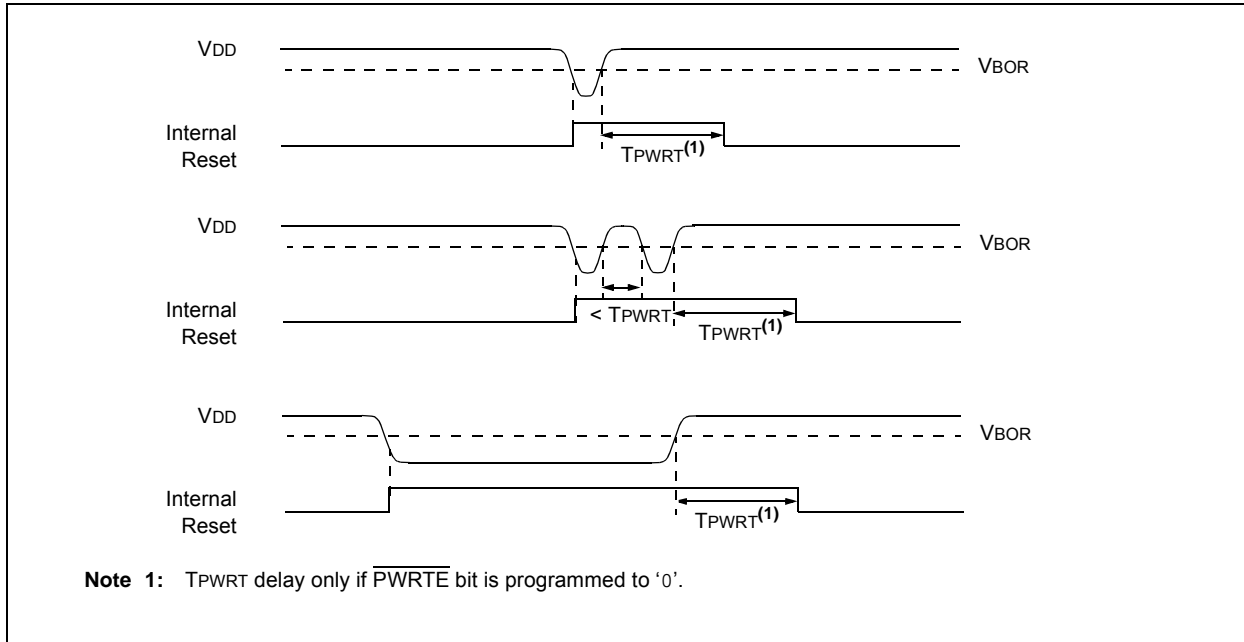 VDD
VBOR
Internal
Reset
TPWRT(1)
VDD
VBOR
Internal
Reset
< TPWRT
TPWRT(1)
VDD
VBOR
Internal
Reset
TPWRT(1)
Note 1: TPWRT delay only if PWRTE bit is programmed to ‘0’.